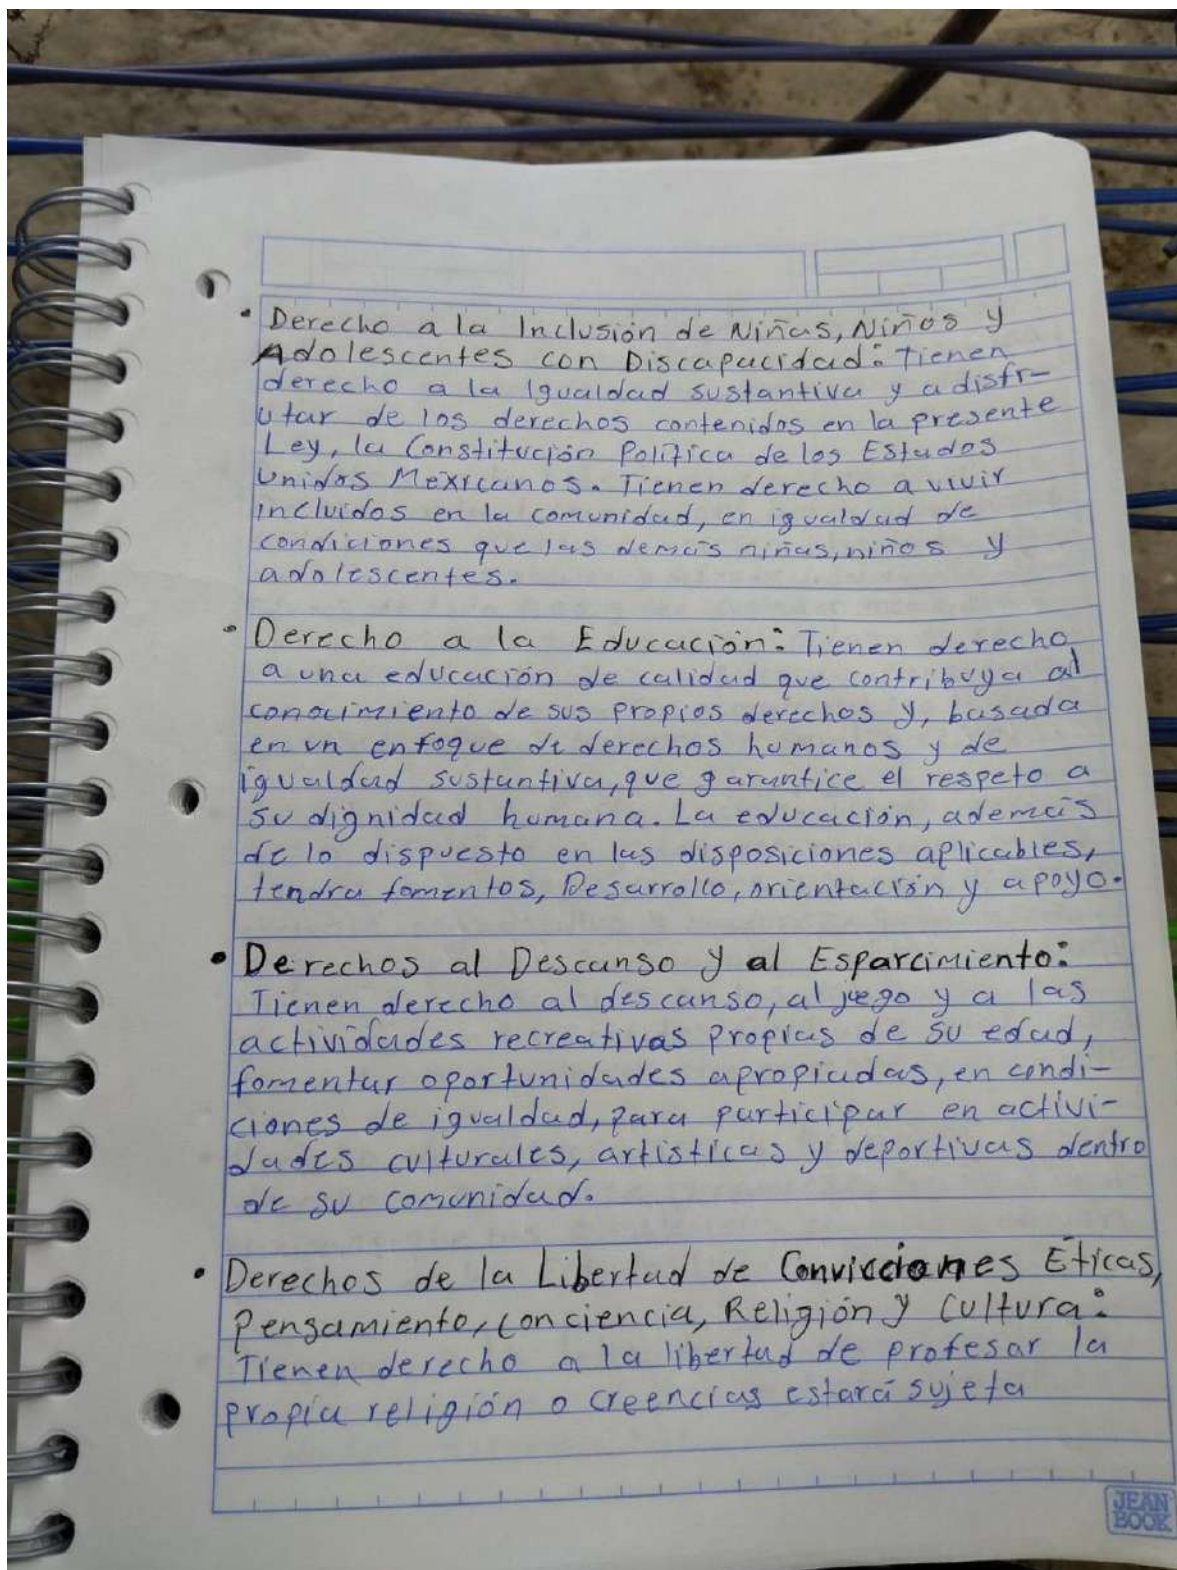 • Derecho a la Inclusión de Niñas, Niños y
Adolescentes con Discapacidad: Tienen
derecho a la Igualdad sustantiva y a disfr-
utar de los derechos contenidos en la presente
Ley, la Constitución Política de los Estados
Unidos Mexicanos. Tienen derecho a vivir
incluidos en la comunidad, en igualdad de
condiciones que las demás niñas, niños y
adolescentes.
• Derecho a la Educación: Tienen derecho
a una educación de calidad que contribuya al
conocimiento de sus propios derechos y, basada
en un enfoque de derechos humanos y de
igualdad sustantiva, que garantice el respeto a
su dignidad humana. La educación, además
de lo dispuesto en las disposiciones aplicables,
tendra fomentos, Desarrollo, orientación y apoyo.
• Derechos al Descanso y al Esparcimiento:
Tienen derecho al descanso, al juego y a las
actividades recreativas propias de su edad,
fomentar oportunidades apropiadas, en condi-
ciones de igualdad, para participar en activi-
dades culturales, artísticas y deportivas dentro
de su comunidad.
• Derechos de la Libertad de Convicciones Éticas,
Pensamiento, conciencia, Religión y Cultura:
Tienen derecho a la libertad de profesar la
propia religión o creencias estará sujeta
JEAN
BOOK